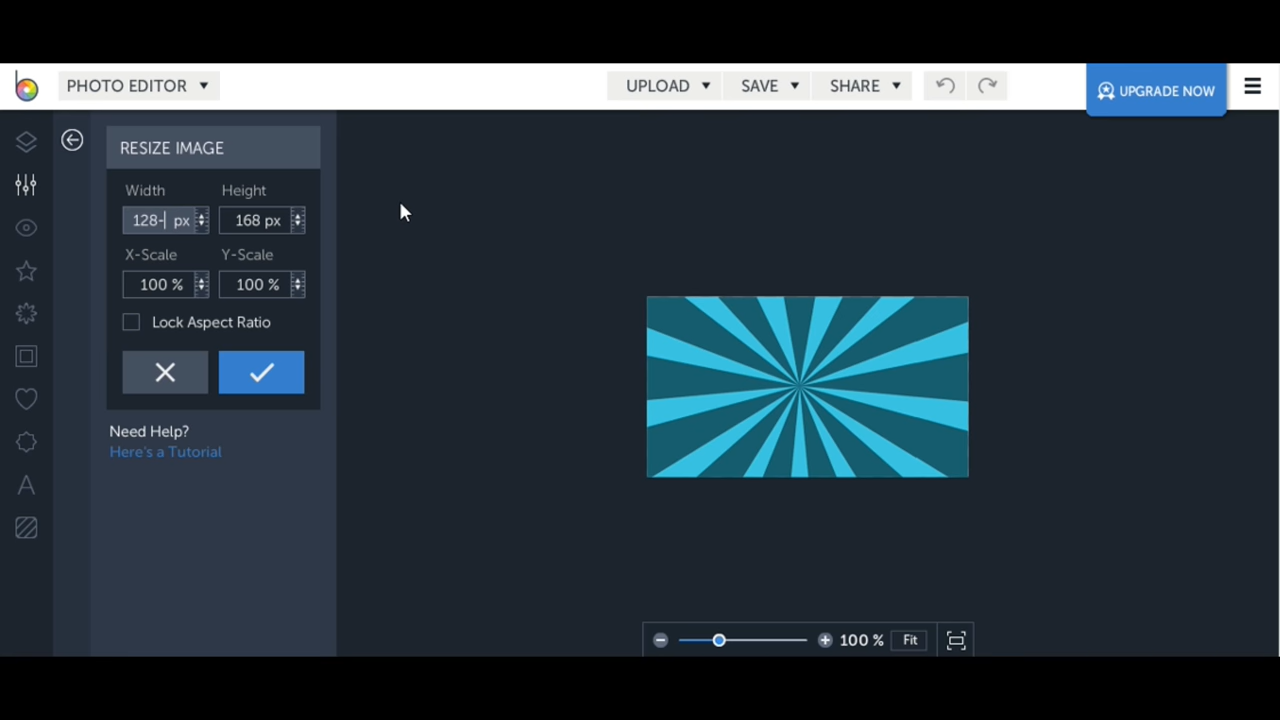 PHOTO EDITOR
UPLOAD
SAVE
SHARE
UPGRADE NOW
RESIZE IMAGE
Width Height
128- px 168 px
X-Scale Y-Scale
100 % 100 %
Lock Aspect Ratio
Need Help?
Here's a Tutorial
A
100 % Fit